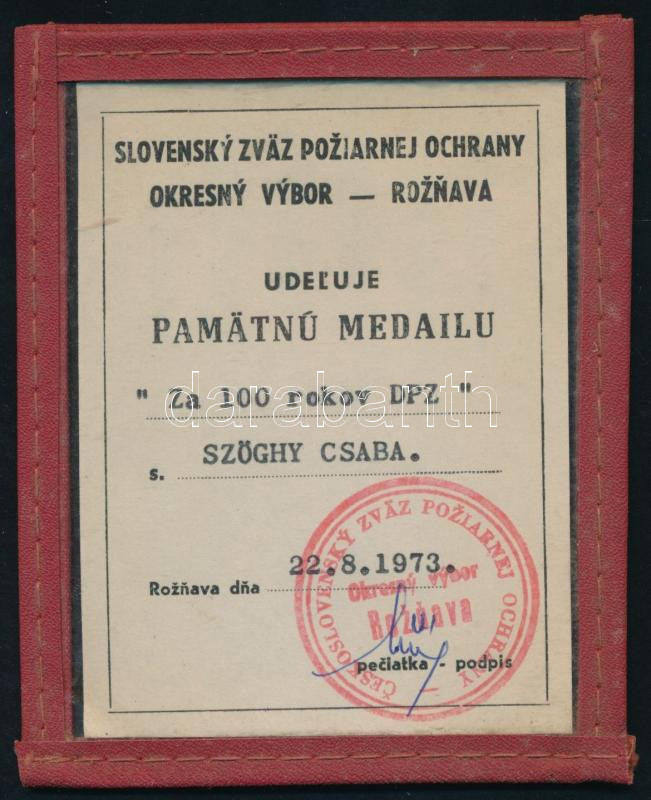 SLOVENSKÝ ZVÄZ POŽIARNEJ OCHRANY
OKRESNÝ VÝBOR — ROŽŇAVA
UDEĽUJE
PAMÄTNÚ MEDAILU
" Za 100 rokov DPZ "
darabanth
s. SZÖGHY CSABA.
Rožňava dňa 22.8.1973.
ČESKOSLOVENSKÝ ZVÄZ POŽIARNEJ OCHRANY
Okresný výbor
Rožňava
pečiatka - podpis